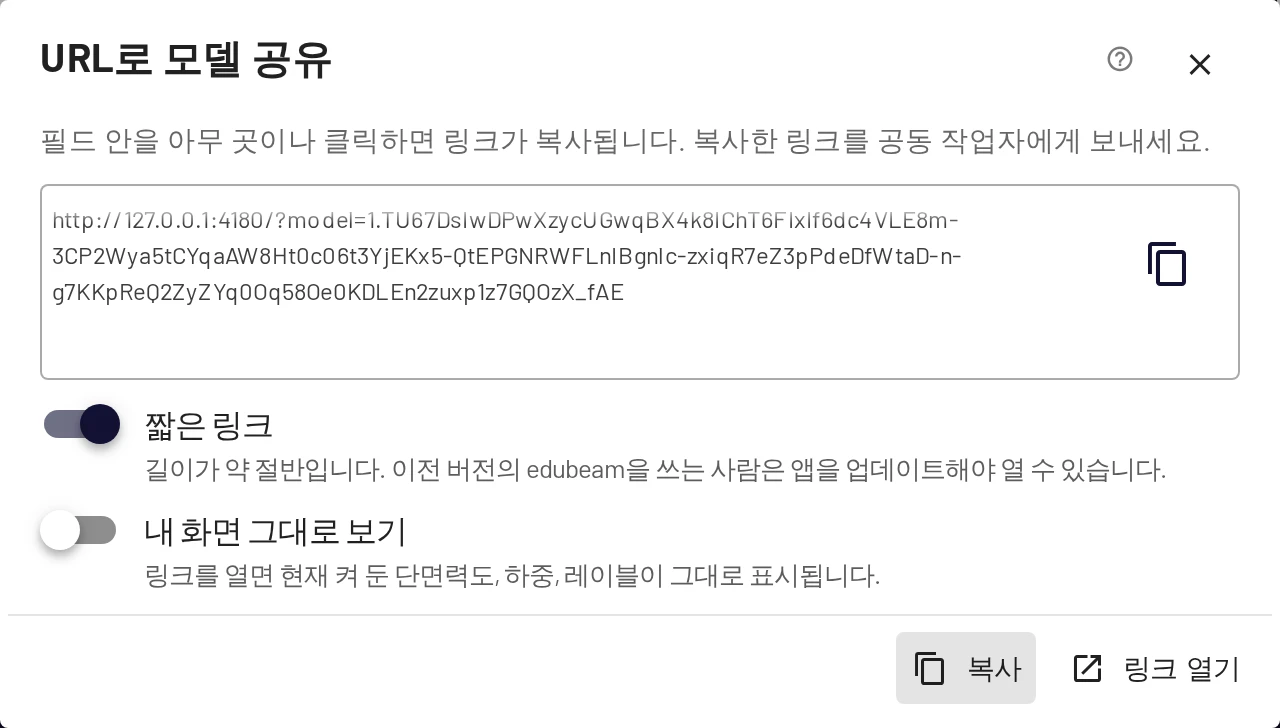 URL로 모델 공유
필드 안을 아무 곳이나 클릭하면 링크가 복사됩니다. 복사한 링크를 공동 작업자에게 보내세요.
http://127.0.0.1:4180/?model=1.TU67DsIwDPwXzycUGwqBX4k8IChT6FIxIf6dc4VLE8m-
3CP2Wya5tCYqaAW8Ht0c06t3YjEKx5-QtEPGNRWFLnIBgnIc-zxiqR7eZ3pPdeDfWtaD-n-
g7KKpReQ2ZyZYq0Oq58Oe0KDLEn2zuxp1z7GQOzX_fAE
짧은 링크
길이가 약 절반입니다. 이전 버전의 edubeam을 쓰는 사람은 앱을 업데이트해야 열 수 있습니다.
내 화면 그대로 보기
링크를 열면 현재 켜 둔 단면력도, 하중, 레이블이 그대로 표시됩니다.
복사
링크 열기